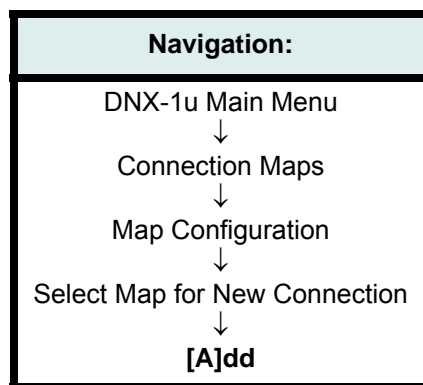 Navigation:
DNX-1u Main Menu
↓
Connection Maps
↓
Map Configuration
↓
Select Map for New Connection
↓
[A]dd